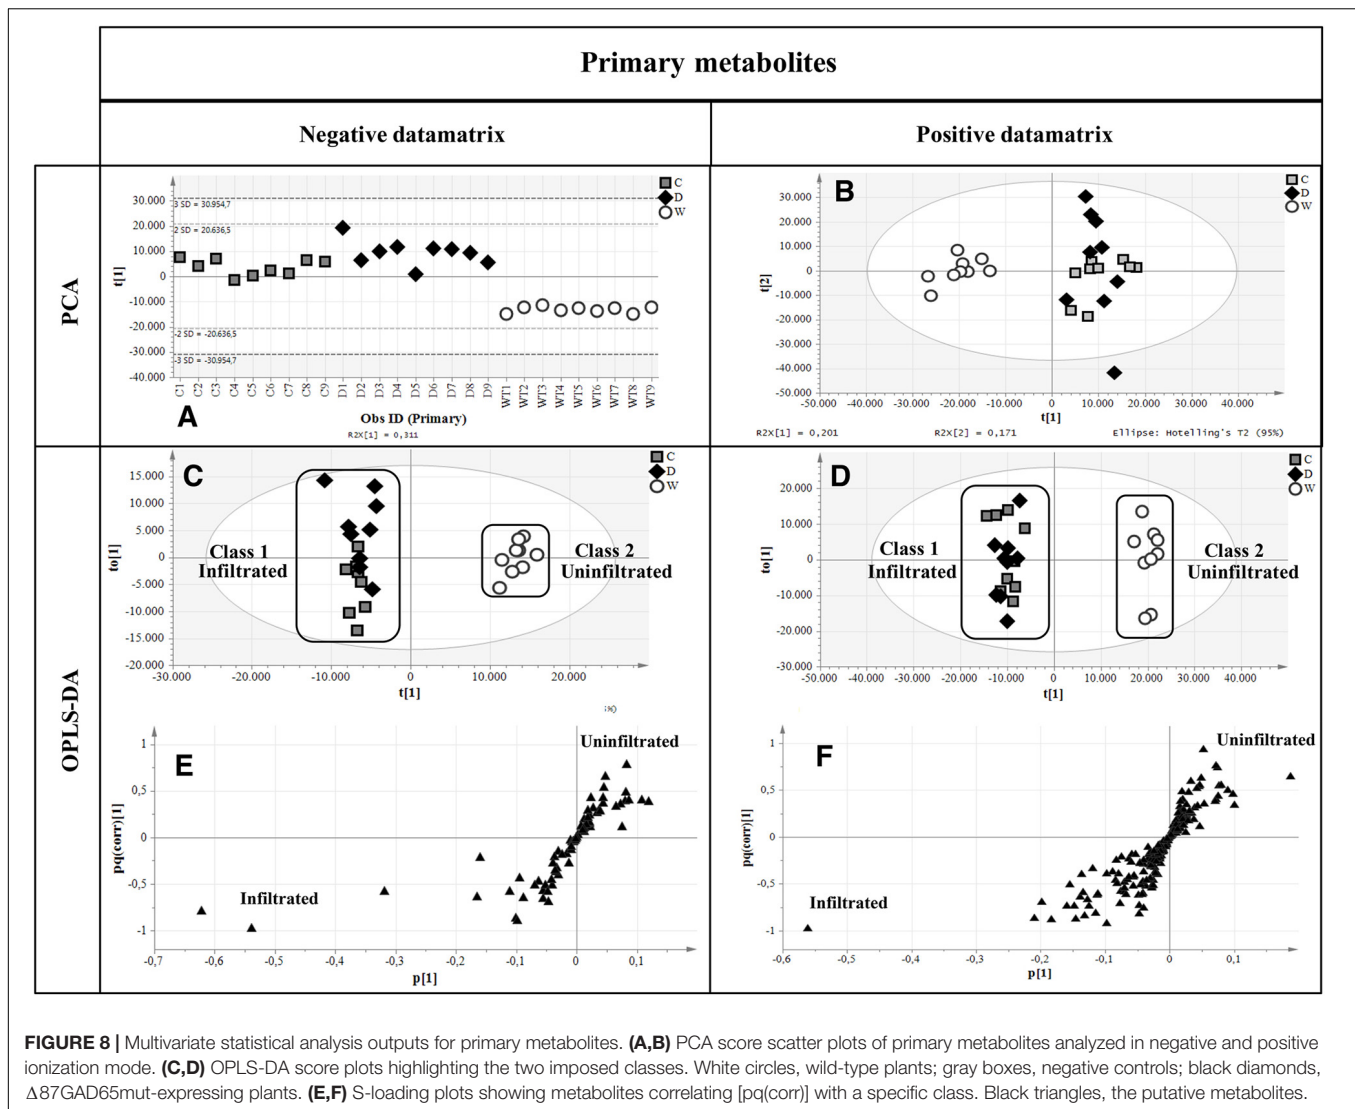 Primary metabolites
Negative datamatrix
Positive datamatrix
PCA
C
D
W
30.000
20.000
10.000
0
-10.000
-20.000
-30.000
-40.000
t[1]
3 SD = 30.954,7
2 SD = 20.636,5
-2 SD = -20.636,5
-3 SD = -30.954,7
C1 C2 C3 C4 C5 C6 C7 C8 C9 D1 D2 D3 D4 D5 D6 D7 D8 D9 WT1 WT2 WT3 WT4 WT5 WT6 WT7 WT8 WT9
A
Obs ID (Primary)
R2X[1] = 0,311
B
C
D
W
30.000
20.000
10.000
0
-10.000
-20.000
-30.000
-40.000
-50.000
t[2]
-50.000 -40.000 -30.000 -20.000 -10.000 0 10.000 20.000 30.000 40.000
t[1]
R2X[1] = 0,201 R2X[2] = 0,171 Ellipse: Hotelling's T2 (95%)
OPLS-DA
C
C
D
W
15.000
10.000
5.000
0
-5.000
-10.000
-15.000
-20.000
to[1]
Class 1
Infiltrated
Class 2
Uninfiltrated
-30.000 -20.000 -10.000 0 10.000 20.000
t[1]
D
C
D
W
20.000
10.000
0
-10.000
-20.000
-30.000
to[1]
Class 1
Infiltrated
Class 2
Uninfiltrated
-50.000 -40.000 -30.000 -20.000 -10.000 0 10.000 20.000 30.000 40.000
t[1]
E
Uninfiltrated
1
0,5
0
-0,5
-1
pq(corr)[1]
Infiltrated
-0,7 -0,6 -0,5 -0,4 -0,3 -0,2 -0,1 0 0,1
p[1]
F
Uninfiltrated
1
0,5
0
-0,5
-1
pq(corr)[1]
Infiltrated
-0,6 -0,5 -0,4 -0,3 -0,2 -0,1 0 0,1
p[1]
FIGURE 8 | Multivariate statistical analysis outputs for primary metabolites. (A,B) PCA score scatter plots of primary metabolites analyzed in negative and positive
ionization mode. (C,D) OPLS-DA score plots highlighting the two imposed classes. White circles, wild-type plants; gray boxes, negative controls; black diamonds,
Δ87GAD65mut-expressing plants. (E,F) S-loading plots showing metabolites correlating [pq(corr)] with a specific class. Black triangles, the putative metabolites.